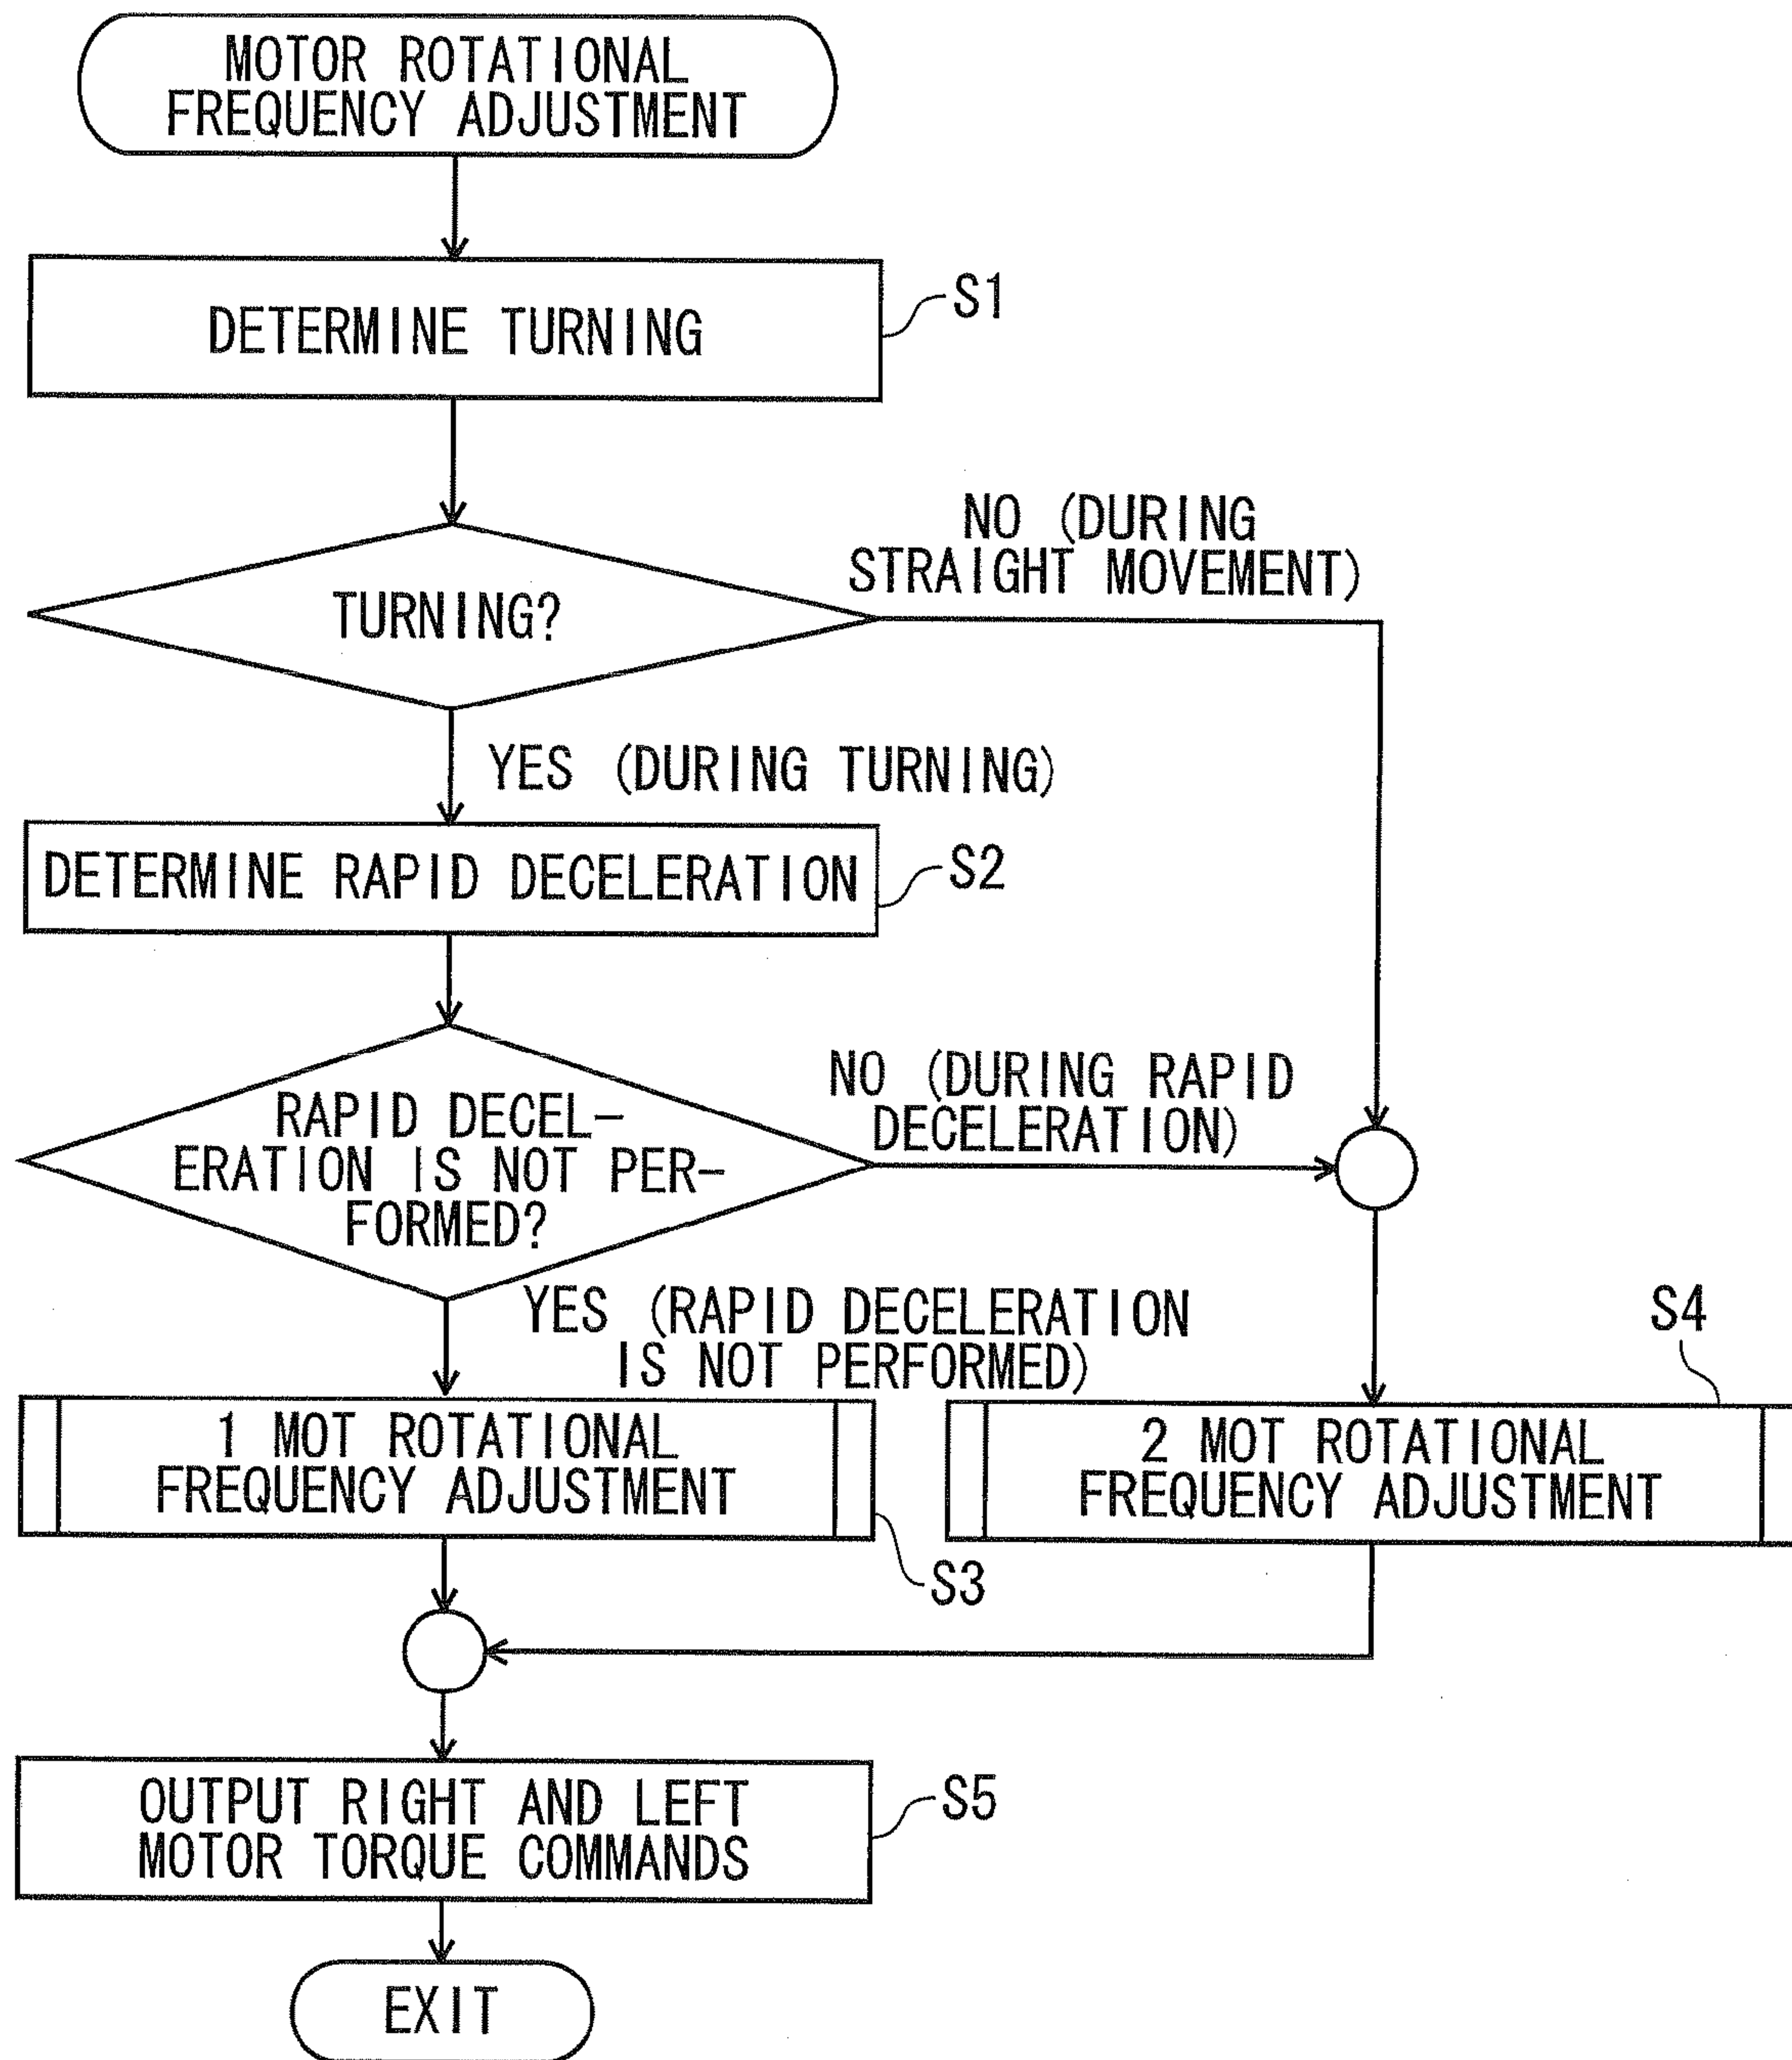 MOTOR ROTATIONAL
FREQUENCY ADJUSTMENT
DETERMINE TURNING
S1
NO (DURING
STRAIGHT MOVEMENT)
TURNING?
YES (DURING TURNING)
DETERMINE RAPID DECELERATION
S2
NO (DURING RAPID
DECELERATION)
RAPID DECEL-
ERATION IS NOT PER-
FORMED?
YES (RAPID DECELERATION
IS NOT PERFORMED)
S4
1 MOT ROTATIONAL
FREQUENCY ADJUSTMENT
2 MOT ROTATIONAL
FREQUENCY ADJUSTMENT
S3
OUTPUT RIGHT AND LEFT
MOTOR TORQUE COMMANDS
S5
EXIT